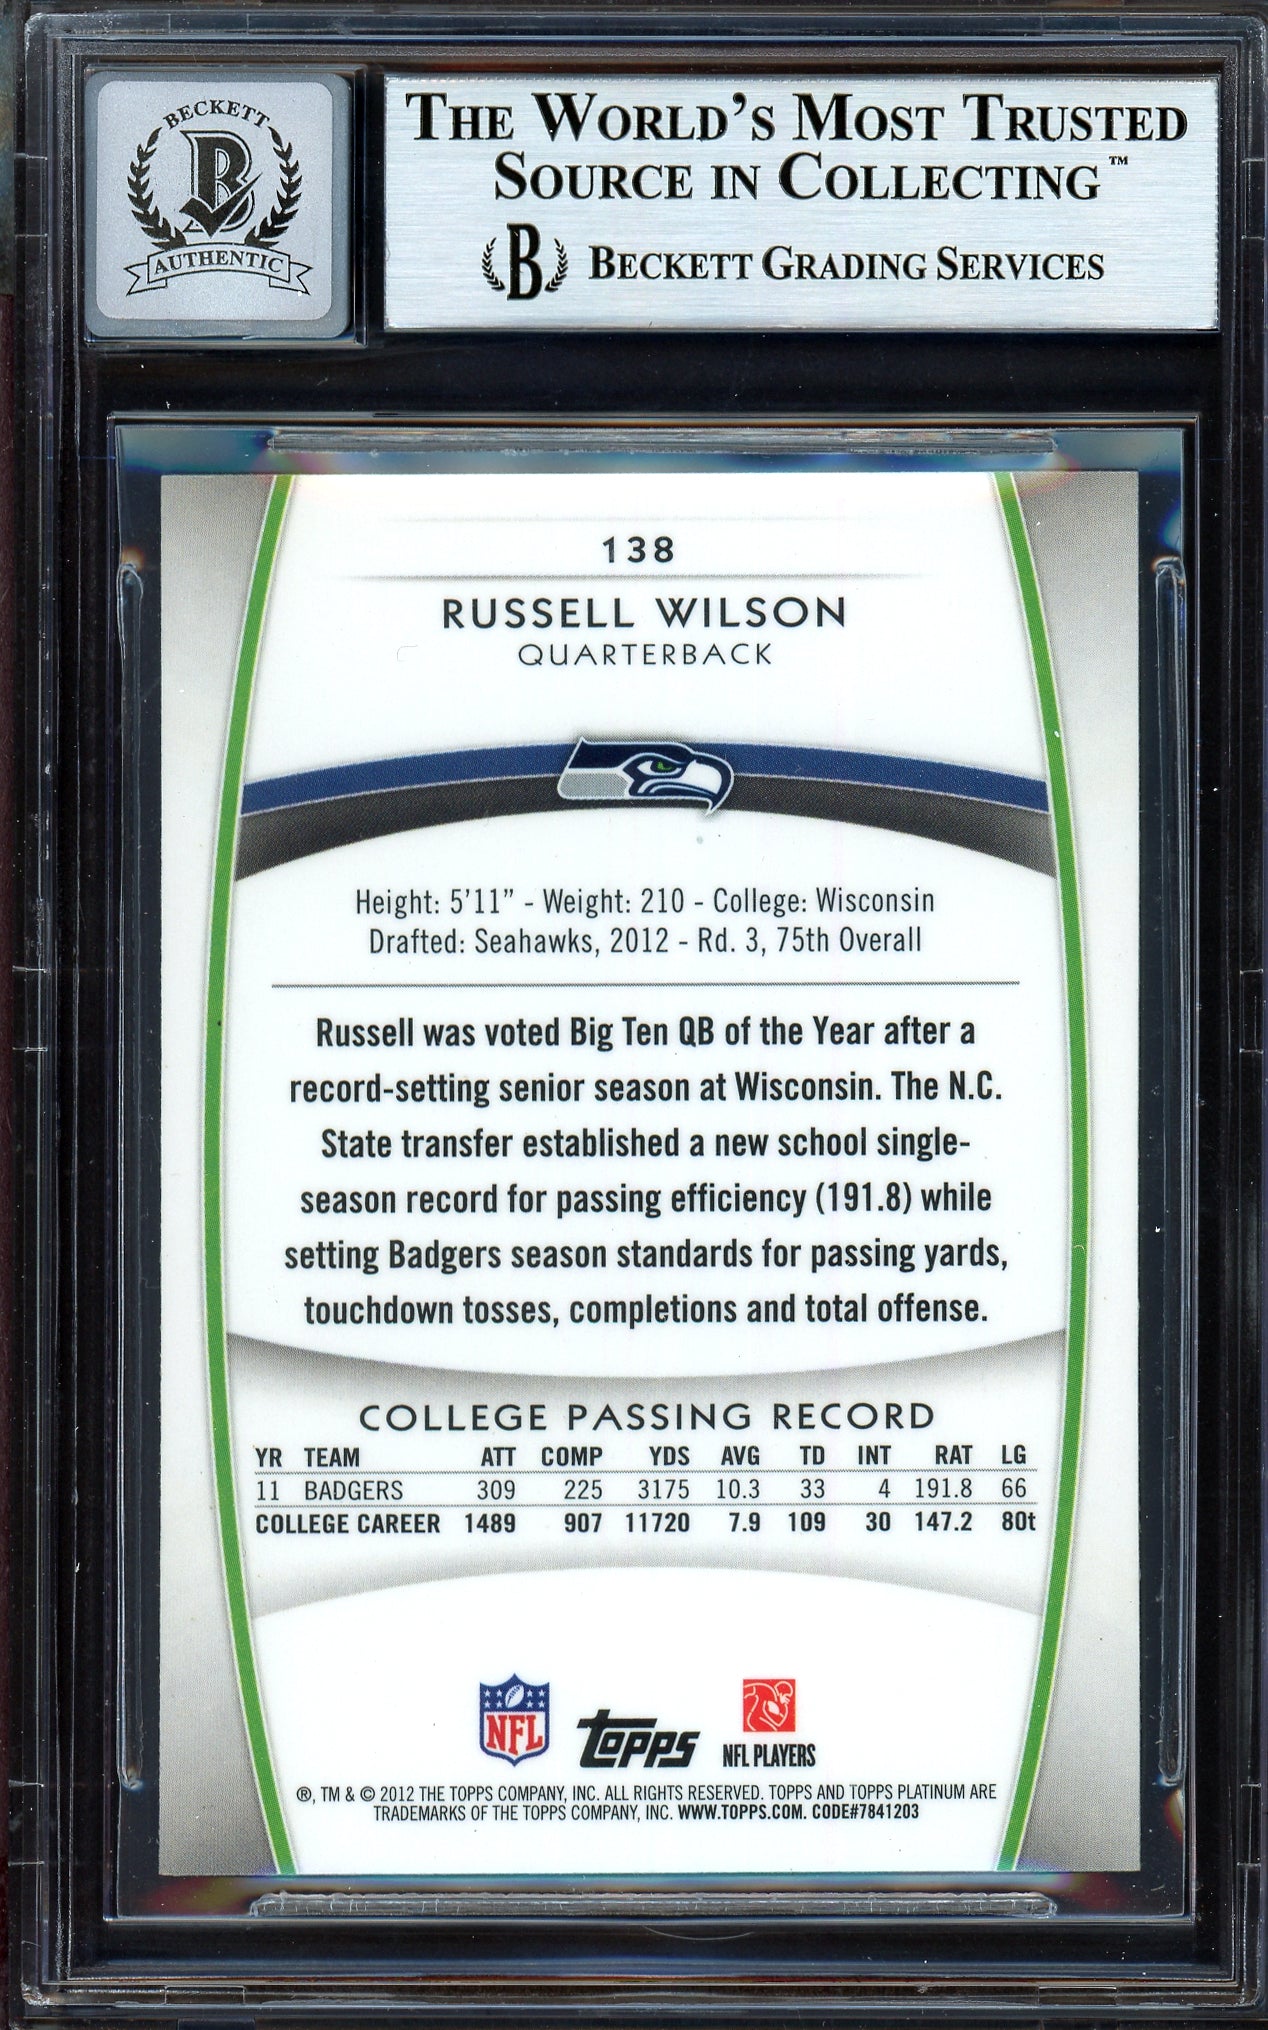 BECKETT
B
AUTHENTIC
THE WORLD'S MOST TRUSTED
SOURCE IN COLLECTING™
B BECKETT GRADING SERVICES
138
RUSSELL WILSON
QUARTERBACK
Height: 5'11" - Weight: 210 - College: Wisconsin
Drafted: Seahawks, 2012 - Rd. 3, 75th Overall
Russell was voted Big Ten QB of the Year after a
record-setting senior season at Wisconsin. The N.C.
State transfer established a new school single-
season record for passing efficiency (191.8) while
setting Badgers season standards for passing yards,
touchdown tosses, completions and total offense.
COLLEGE PASSING RECORD
YR TEAM ATT COMP YDS AVG TD INT RAT LG
11 BADGERS 309 225 3175 10.3 33 4 191.8 66
COLLEGE CAREER 1489 907 11720 7.9 109 30 147.2 80t
NFL topps NFL PLAYERS
®, TM & © 2012 THE TOPPS COMPANY, INC. ALL RIGHTS RESERVED. TOPPS AND TOPPS PLATINUM ARE
TRADEMARKS OF THE TOPPS COMPANY, INC. WWW.TOPPS.COM. CODE#7841203